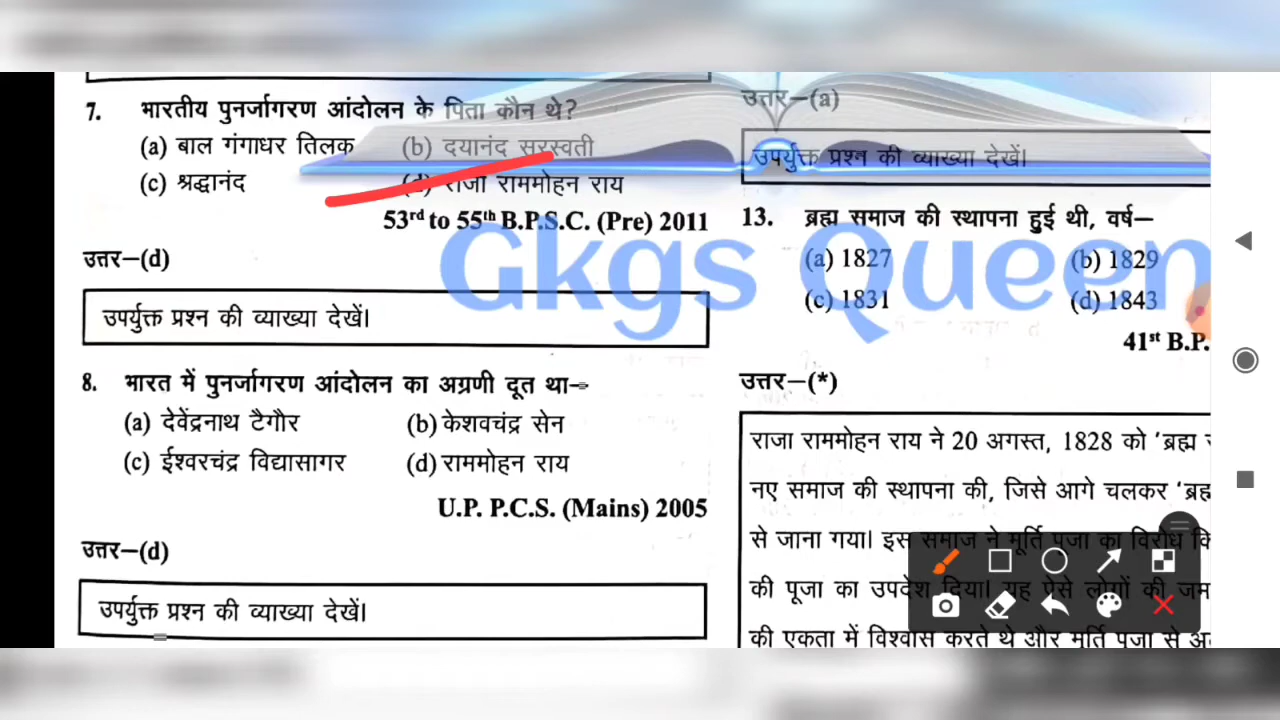 7. भारतीय पुनर्जागरण आंदोलन के पिता कौन थे?
(a) बाल गंगाधर तिलक (b) दयानंद सरस्वती
(c) श्रद्धानंद (d) राजा राममोहन राय
53rd to 55th B.P.S.C. (Pre) 2011
उत्तर–(d)
उपर्युक्त प्रश्न की व्याख्या देखें।
8. भारत में पुनर्जागरण आंदोलन का अग्रणी दूत था–
(a) देवेंद्रनाथ टैगौर (b) केशवचंद्र सेन
(c) ईश्वरचंद्र विद्यासागर (d) राममोहन राय
U.P. P.C.S. (Mains) 2005
उत्तर–(d)
उपर्युक्त प्रश्न की व्याख्या देखें।
उत्तर–(a)
उपर्युक्त प्रश्न की व्याख्या देखें।
13. ब्रह्म समाज की स्थापना हुई थी, वर्ष–
(a) 1827 (b) 1829
(c) 1831 (d) 1843
41st B.P.
उत्तर–(*)
राजा राममोहन राय ने 20 अगस्त, 1828 को 'ब्रह्म
नए समाज की स्थापना की, जिसे आगे चलकर 'ब्रह
से जाना गया। इस समाज ने मूर्ति पूजा का विरोध
की पूजा का उपदेश दिया। यह ऐसे लोगों की जम
की एकता में विश्वास करते थे और मूर्ति पूजा से
Gkgs Queen